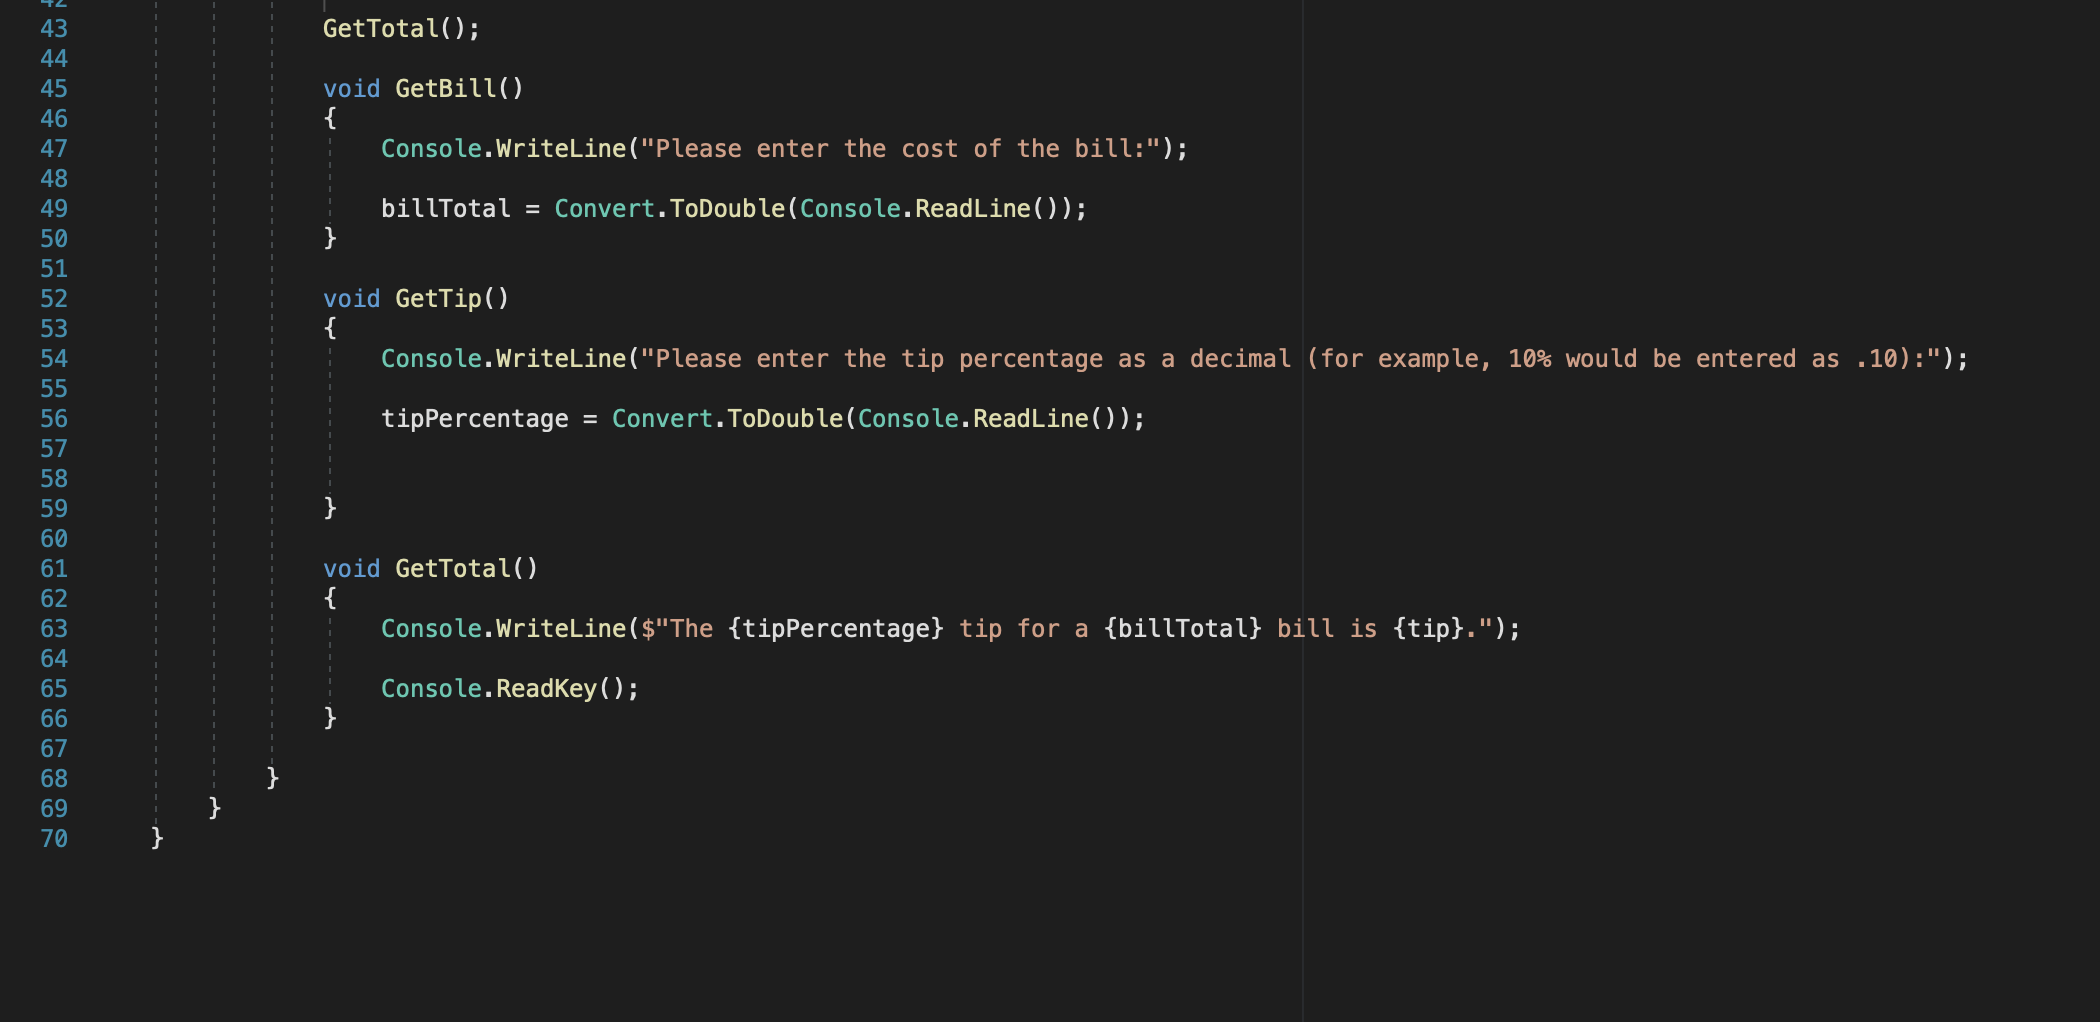 42
43 GetTotal();
44
45 void GetBill()
46 {
47 Console.WriteLine("Please enter the cost of the bill:");
48
49 billTotal = Convert.ToDouble(Console.ReadLine());
50 }
51
52 void GetTip()
53 {
54 Console.WriteLine("Please enter the tip percentage as a decimal (for example, 10% would be entered as .10):");
55
56 tipPercentage = Convert.ToDouble(Console.ReadLine());
57
58
59 }
60
61 void GetTotal()
62 {
63 Console.WriteLine($"The {tipPercentage} tip for a {billTotal} bill is {tip}.");
64
65 Console.ReadKey();
66 }
67
68 }
69 }
70 }